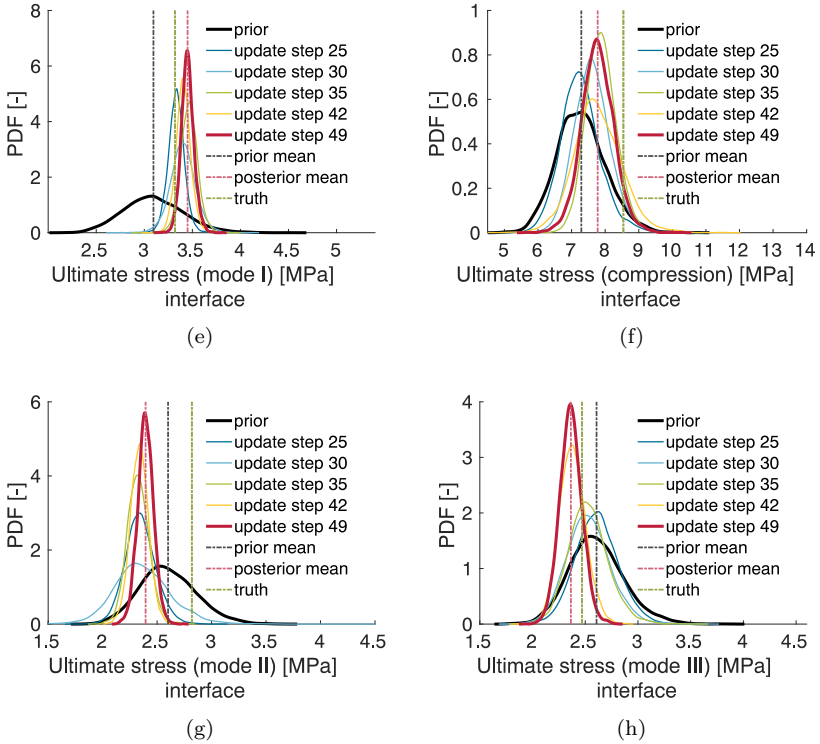 8
6
4
2
0
PDF [-]
prior
update step 25
update step 30
update step 35
update step 42
update step 49
prior mean
posterior mean
truth
2.5 3 3.5 4 4.5 5
Ultimate stress (mode I) [MPa]
interface
(e)
1
0.8
0.6
0.4
0.2
0
PDF [-]
prior
update step 25
update step 30
update step 35
update step 42
update step 49
prior mean
posterior mean
truth
5 6 7 8 9 10 11 12 13 14
Ultimate stress (compression) [MPa]
interface
(f)
6
4
2
0
PDF [-]
prior
update step 25
update step 30
update step 35
update step 42
update step 49
prior mean
posterior mean
truth
1.5 2 2.5 3 3.5 4 4.5
Ultimate stress (mode II) [MPa]
interface
(g)
4
3
2
1
0
PDF [-]
prior
update step 25
update step 30
update step 35
update step 42
update step 49
prior mean
posterior mean
truth
1.5 2 2.5 3 3.5 4 4.5
Ultimate stress (mode III) [MPa]
interface
(h)